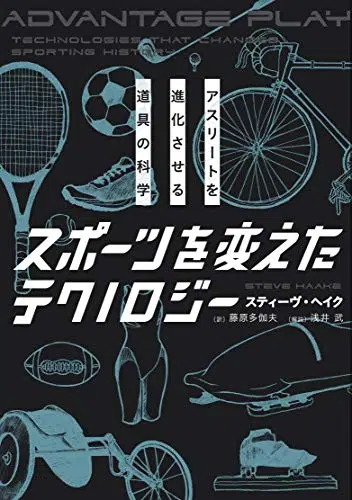 ADVANTAGE PLAY
TECHNOLOGIES THAT CHANGED
SPORTING HISTORY
アスリートを
進化させる
道具の科学
スポーツを変えた
テクノロジー
STEVE HAAKE
スティーヴ・ヘイク
(訳) 藤原多伽夫 (解説) 浅井 武